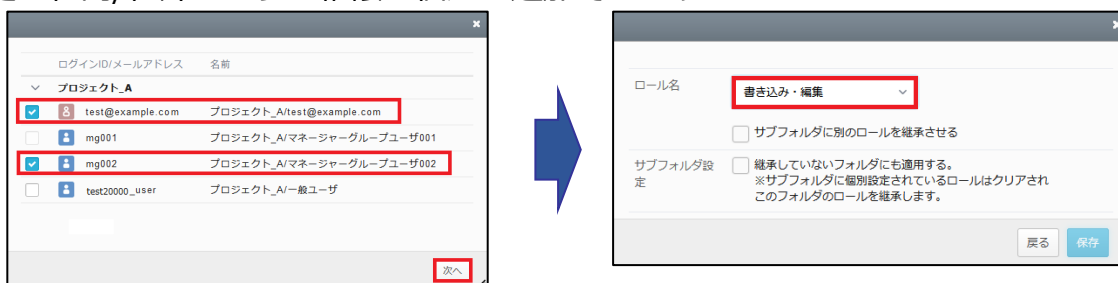 ×
ログインID/メールアドレス 名前
プロジェクト_A
test@example.com プロジェクト_A/test@example.com
mg001 プロジェクト_A/マネージャーグループユーザ001
mg002 プロジェクト_A/マネージャーグループユーザ002
test20000_user プロジェクト_A/一般ユーザ
次へ
×
ロール名 書き込み・編集
サブフォルダに別のロールを継承させる
サブフォルダ設定
継承していないフォルダにも適用する。
※サブフォルダに個別設定されているロールはクリアされ
このフォルダのロールを継承します。
戻る 保存